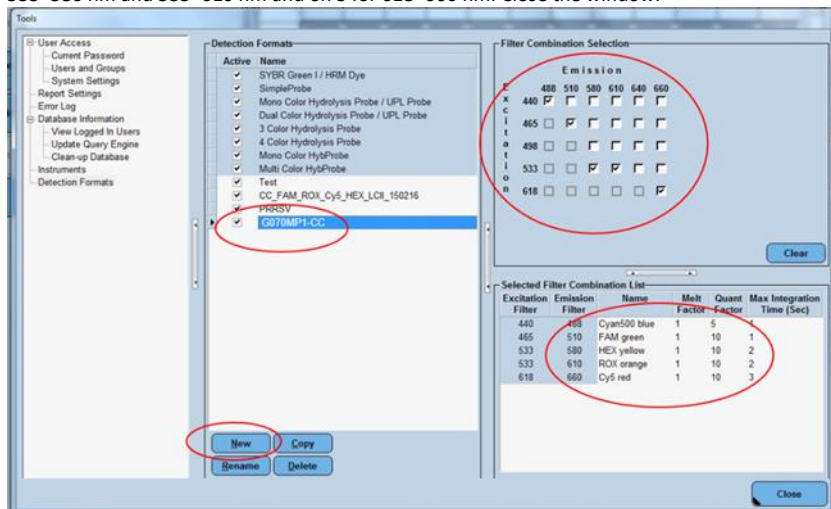 Tools
User Access
Current Password
Users and Groups
System Settings
Report Settings
Error Log
Database Information
View Logged In Users
Update Query Engine
Clean-up Database
Instruments
Detection Formats
Detection Formats
Active Name
SYBR Green I / HRM Dye
SimpleProbe
Mono Color Hydrolysis Probe / UPL Probe
Dual Color Hydrolysis Probe / UPL Probe
3 Color Hydrolysis Probe
4 Color Hydrolysis Probe
Mono Color HybProbe
Multi Color HybProbe
Test
CC_FAM_ROX_Cy5_HEX_LCII_150216
PRRSV
G070MP1-CC
New Copy
Rename Delete
Filter Combination Selection
Emission
Excitation
488 510 580 610 640 660
440
465
498
533
618
Clear
Selected Filter Combination List
Excitation Filter Emission Filter Name Melt Factor Quant Factor Max Integration Time (Sec)
440 488 Cyan500 blue 1 5 1
465 510 FAM green 1 10 1
533 580 HEX yellow 1 10 2
533 610 ROX orange 1 10 2
618 660 Cy5 red 1 10 3
Close